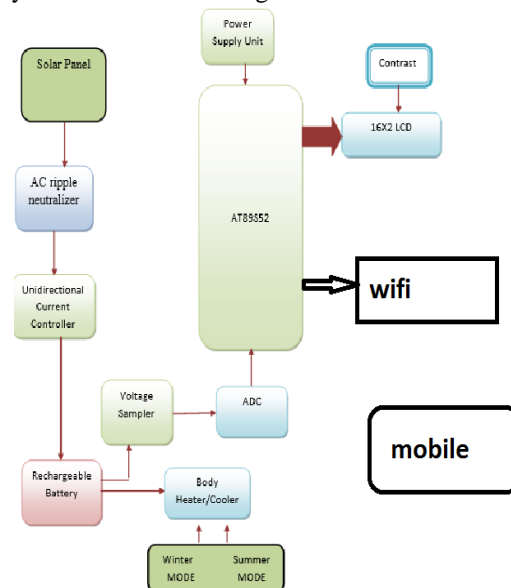 Power
Supply Unit
Solar Panel
Contrast
16X2 LCD
AC ripple
neutralizer
AT89S52
wifi
Unidirectional
Current
Controller
Voltage
Sampler
ADC
mobile
Rechargeable
Battery
Body
Heater/Cooler
Winter
MODE
Summer
MODE